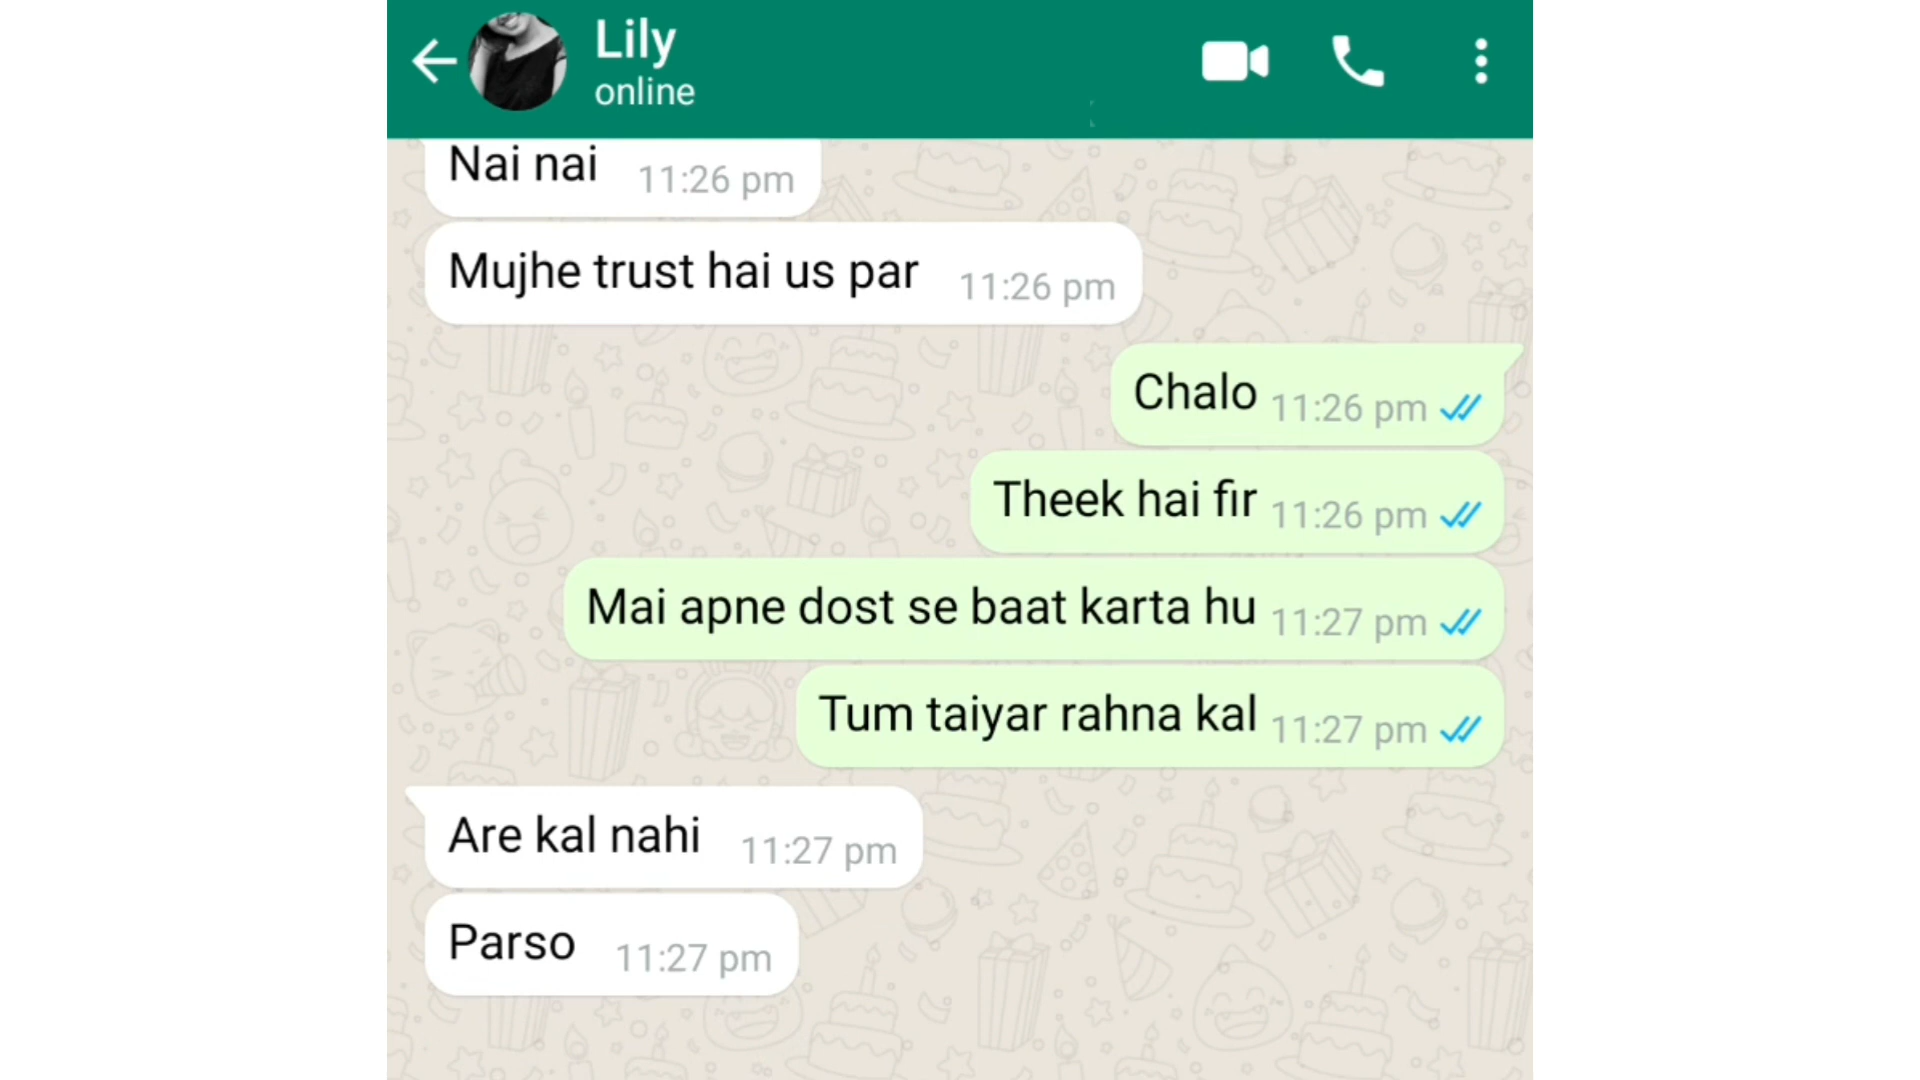 Lily
online
Nai nai 11:26 pm
Mujhe trust hai us par 11:26 pm
Chalo 11:26 pm
Theek hai fir 11:26 pm
Mai apne dost se baat karta hu 11:27 pm
Tum taiyar rahna kal 11:27 pm
Are kal nahi 11:27 pm
Parso 11:27 pm